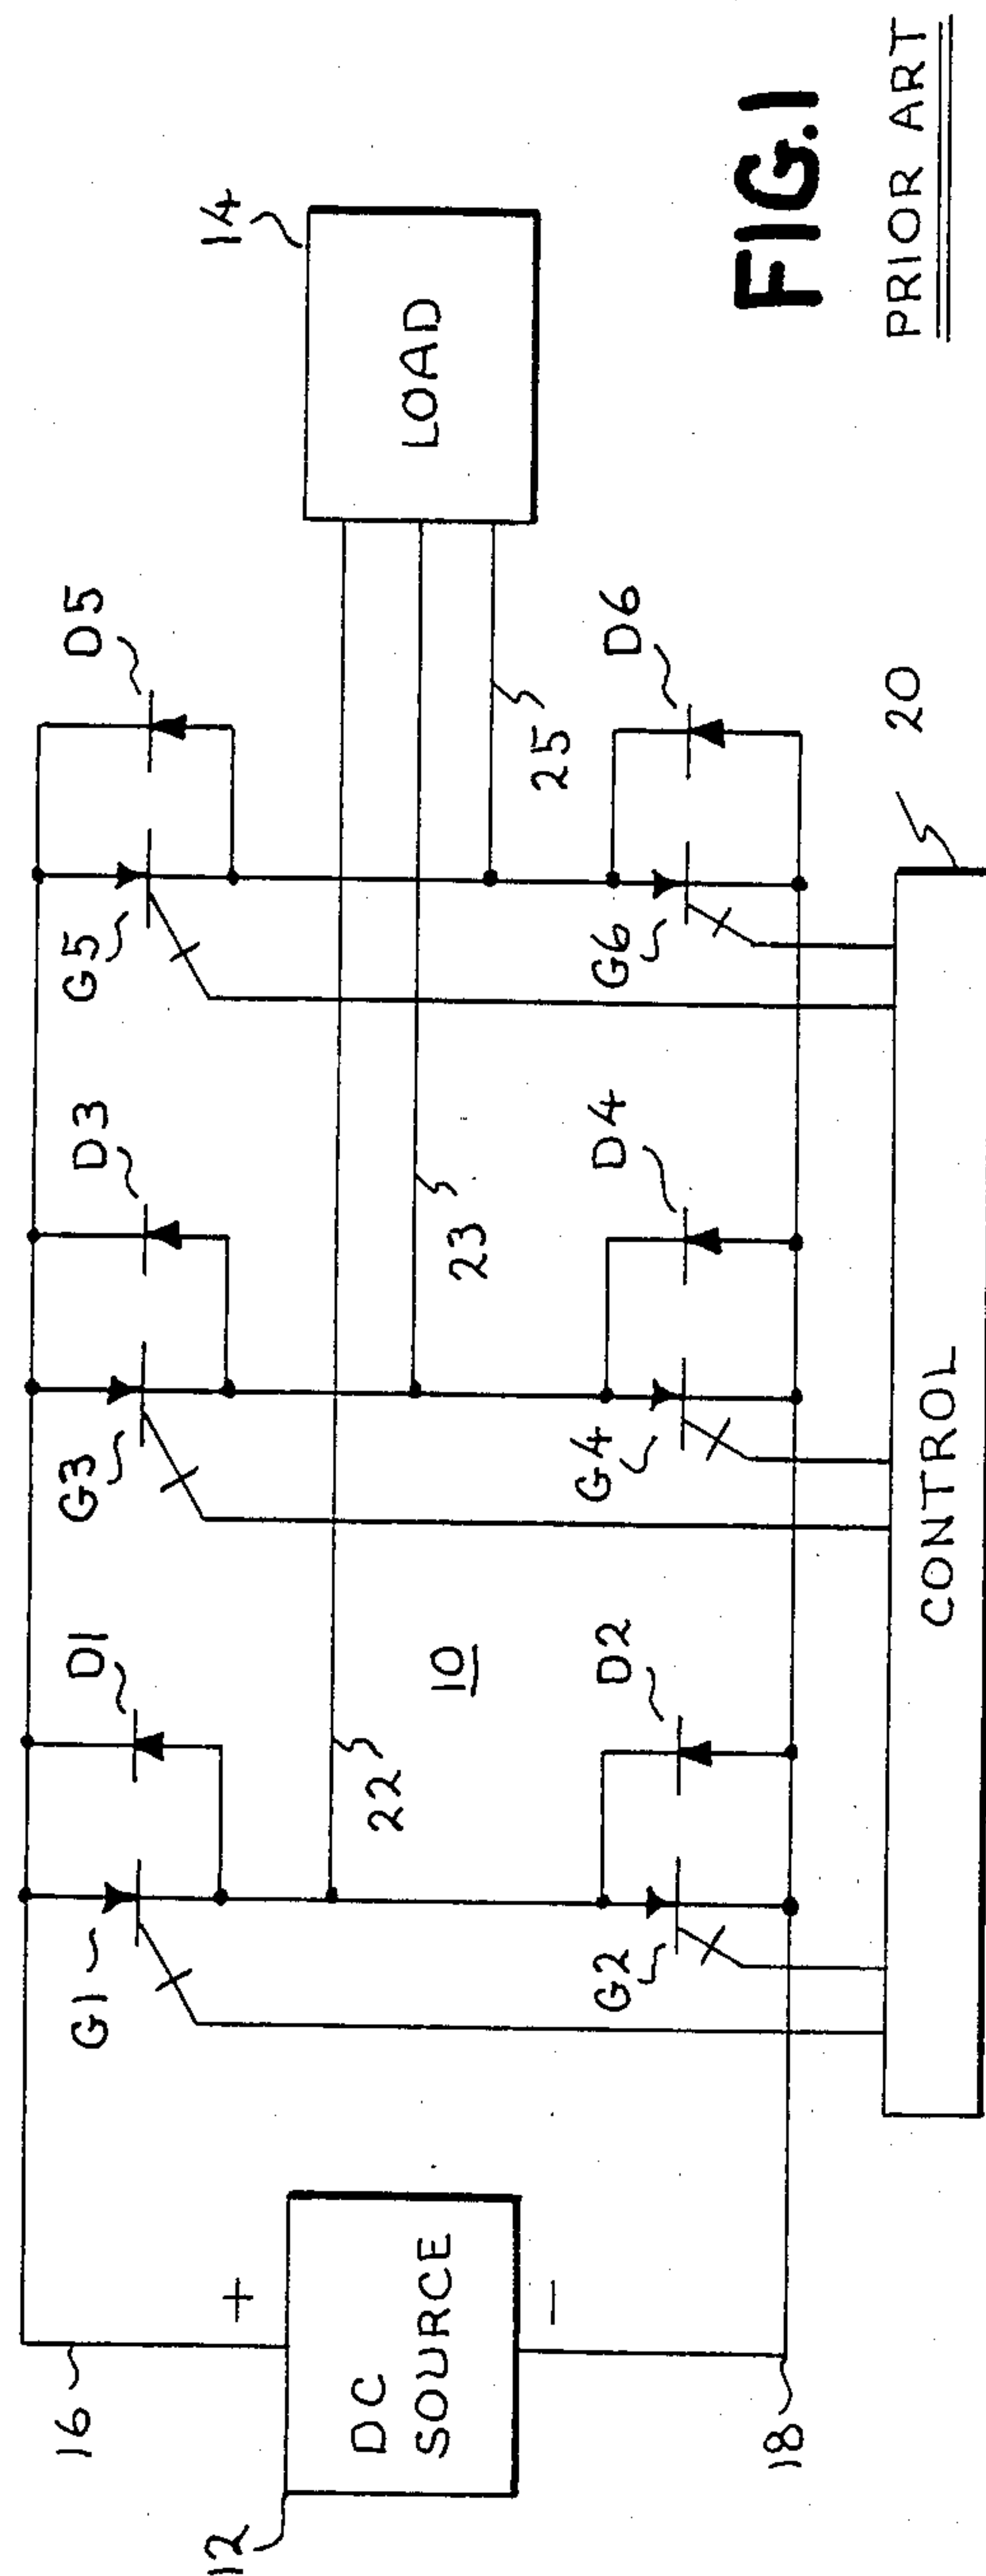 14
D5
D3
D1
G5
G3
G1
16
+
12
DC
SOURCE
−
18
LOAD
22
23
25
10
D6
D4
D2
G6
G4
G2
20
CONTROL
FIG.1
PRIOR ART